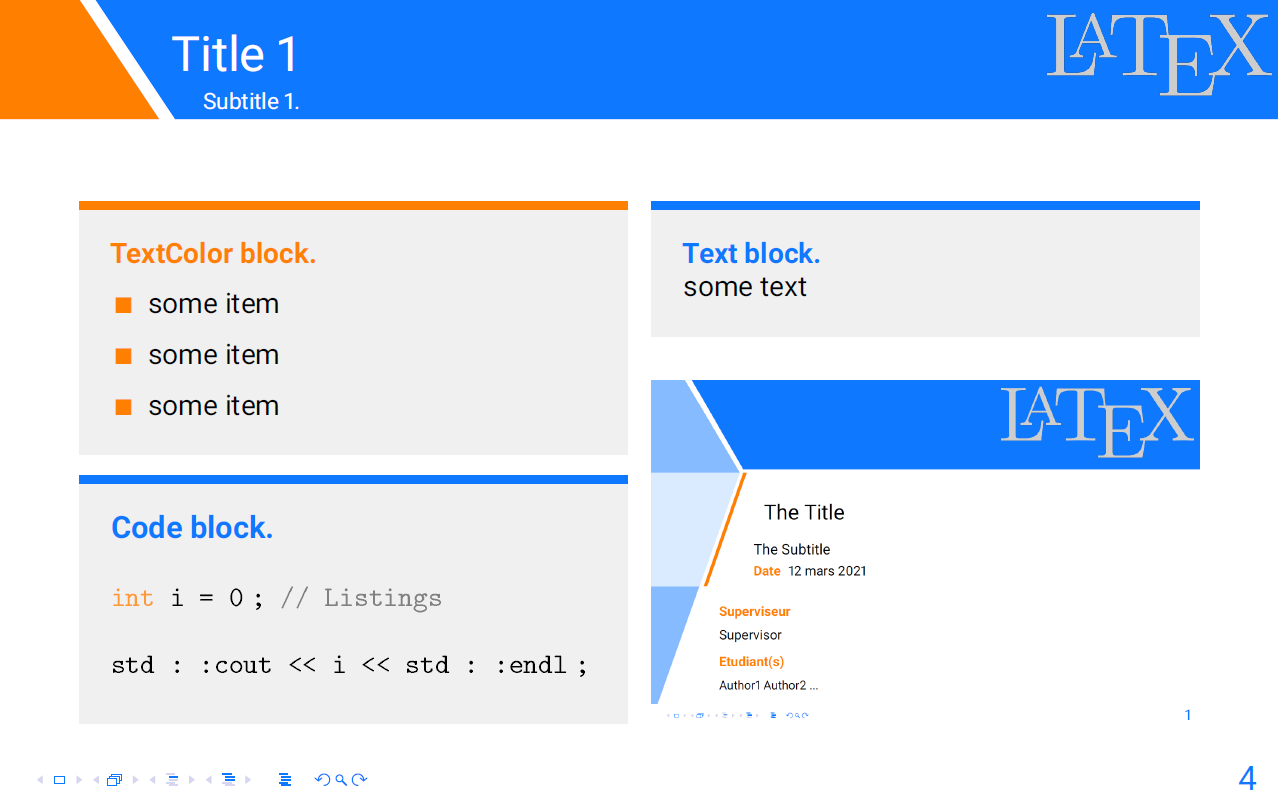 Title 1
Subtitle 1.
LATEX
TextColor block.
some item
some item
some item
Code block.
int i = 0 ; // Listings
std : :cout << i << std : :endl ;
Text block.
some text
LATEX
The Title
The Subtitle
Date 12 mars 2021
Superviseur
Supervisor
Etudiant(s)
Author1 Author2 ...
1
4